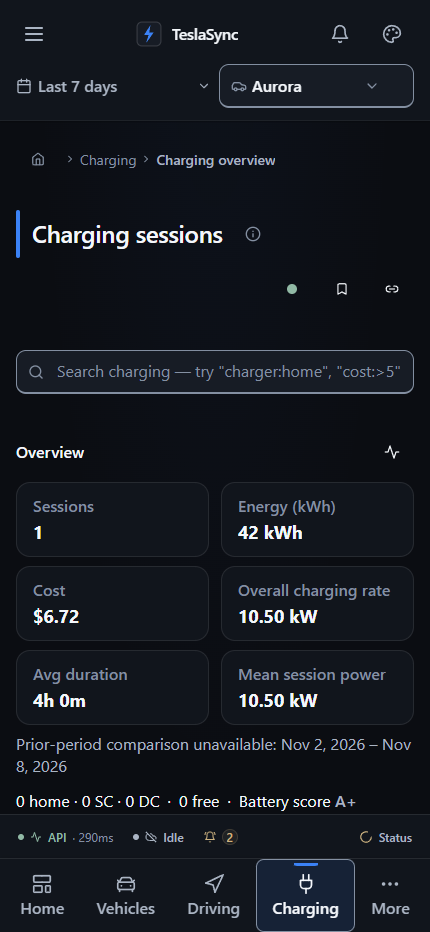 TeslaSync
Last 7 days
Aurora
Charging
Charging overview
Charging sessions
Search charging — try "charger:home", "cost:>5"
Overview
Sessions
1
Energy (kWh)
42 kWh
Cost
$6.72
Overall charging rate
10.50 kW
Avg duration
4h 0m
Mean session power
10.50 kW
Prior-period comparison unavailable: Nov 2, 2026 – Nov
8, 2026
0 home · 0 SC · 0 DC · 0 free · Battery score A+
API · 290ms
Idle
2
Status
Home
Vehicles
Driving
Charging
More